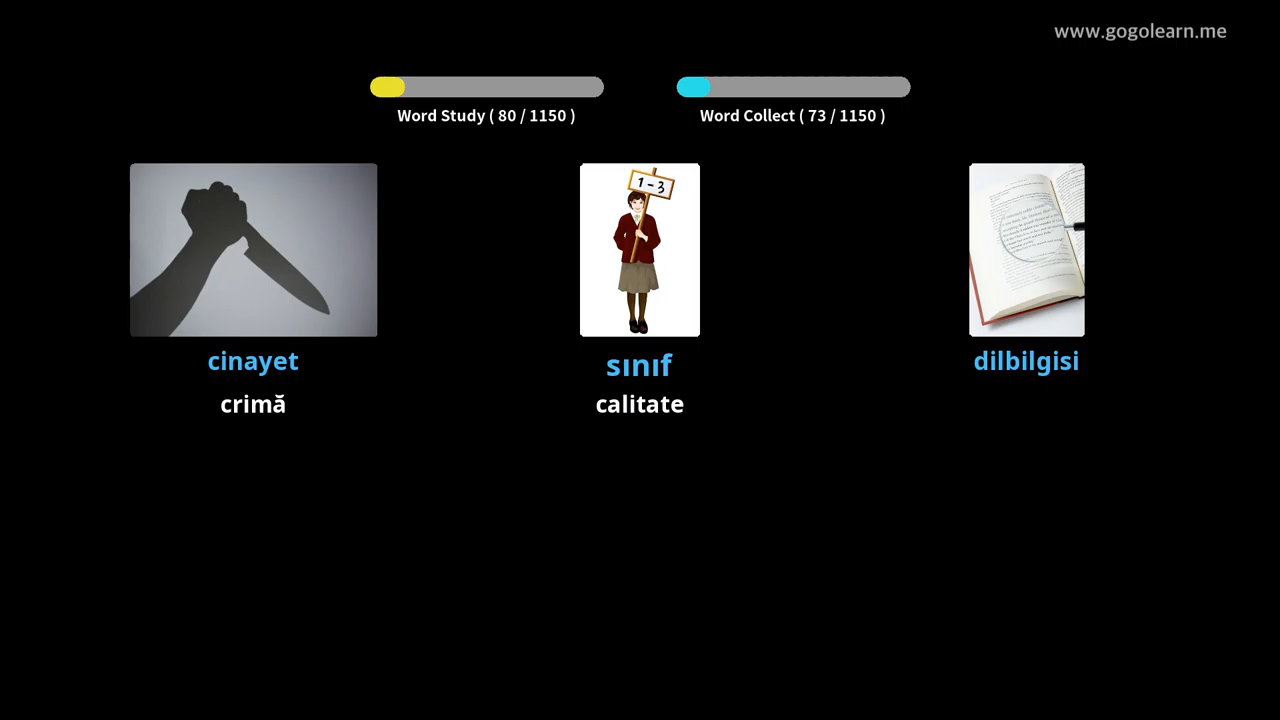 www.gogolearn.me
Word Study ( 80 / 1150 )
Word Collect ( 73 / 1150 )
1-3
cinayet
sınıf
dilbilgisi
crimă
calitate